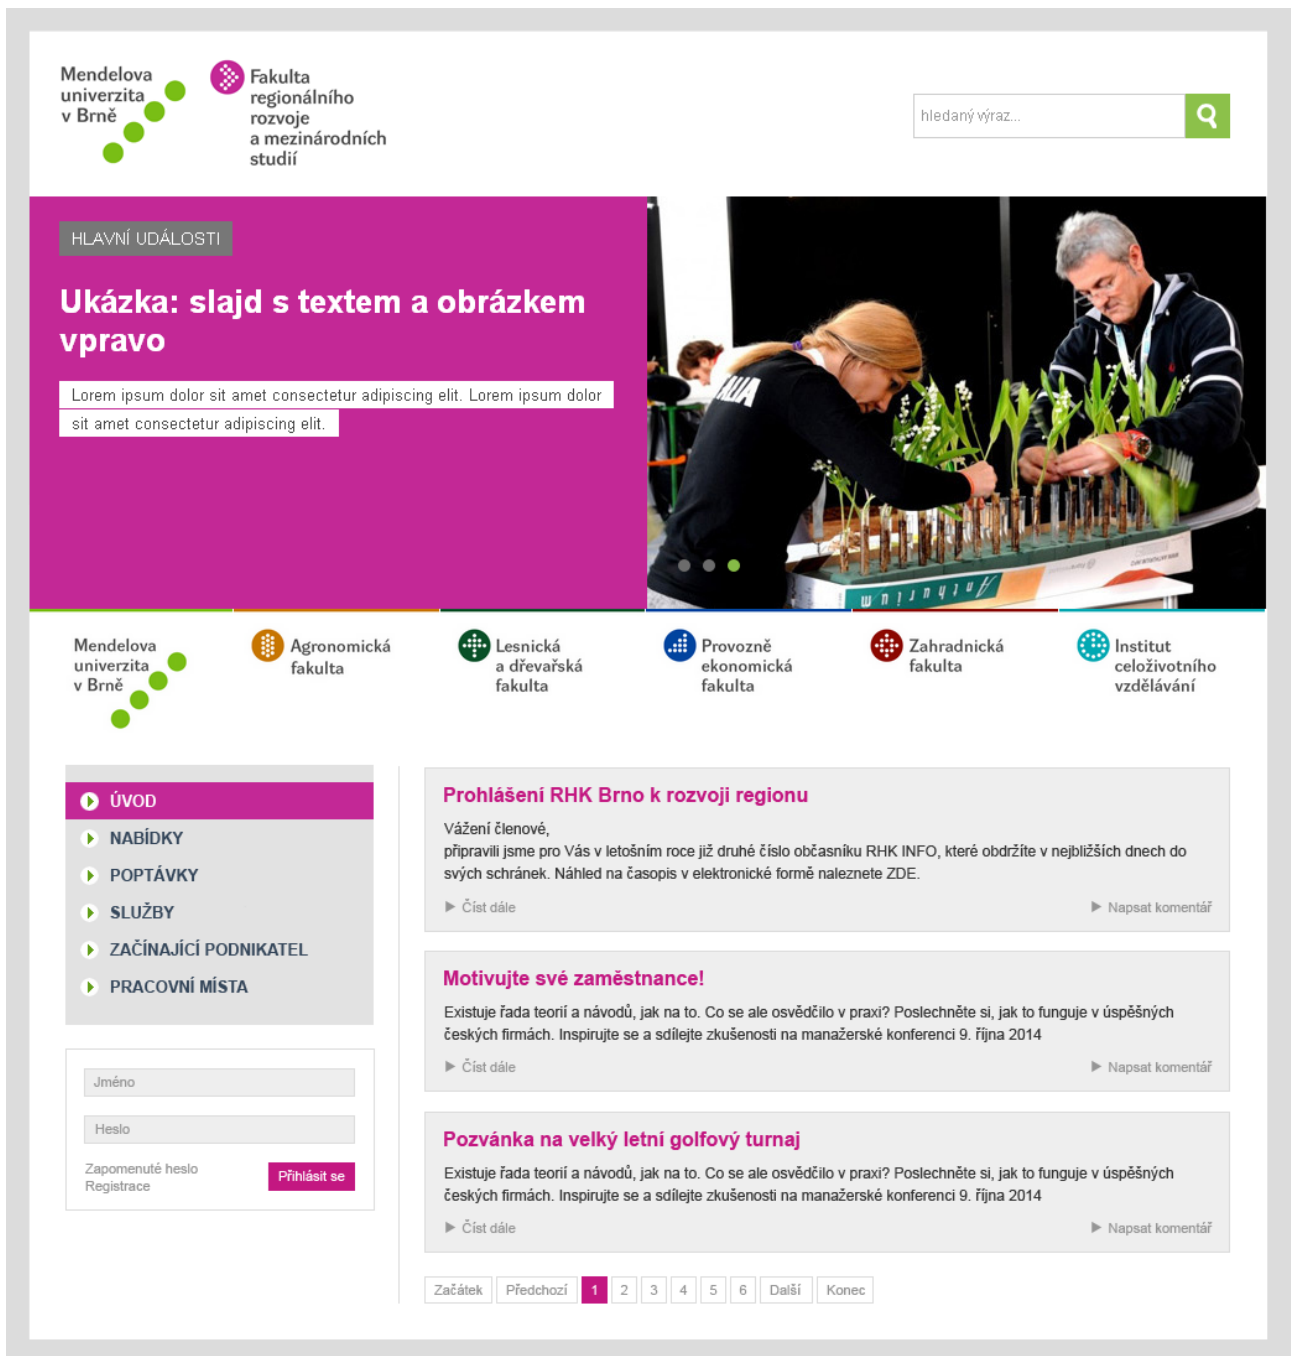 Mendelova
univerzita
v Brně
Fakulta
regionálního
rozvoje
a mezinárodních
studií
hledaný výraz...
HLAVNÍ UDÁLOSTI
Ukázka: slajd s textem a obrázkem
vpravo
Lorem ipsum dolor sit amet consectetur adipiscing elit. Lorem ipsum dolor
sit amet consectetur adipiscing elit.
Anthurium
Mendelova
univerzita
v Brně
Agronomická
fakulta
Lesnická
a dřevařská
fakulta
Provozně
ekonomická
fakulta
Zahradnická
fakulta
Institut
celoživotního
vzdělávání
ÚVOD
NABÍDKY
POPTÁVKY
SLUŽBY
ZAČÍNAJÍCÍ PODNIKATEL
PRACOVNÍ MÍSTA
Jméno
Heslo
Zapomenuté heslo
Registrace
Přihlásit se
Prohlášení RHK Brno k rozvoji regionu
Vážení členové,
připravili jsme pro Vás v letošním roce již druhé číslo občasníku RHK INFO, které obdržíte v nejbližších dnech do
svých schránek. Náhled na časopis v elektronické formě naleznete ZDE.
Číst dále
Napsat komentář
Motivujte své zaměstnance!
Existuje řada teorií a návodů, jak na to. Co se ale osvědčilo v praxi? Poslechněte si, jak to funguje v úspěšných
českých firmách. Inspirujte se a sdílejte zkušenosti na manažerské konferenci 9. října 2014
Číst dále
Napsat komentář
Pozvánka na velký letní golfový turnaj
Existuje řada teorií a návodů, jak na to. Co se ale osvědčilo v praxi? Poslechněte si, jak to funguje v úspěšných
českých firmách. Inspirujte se a sdílejte zkušenosti na manažerské konferenci 9. října 2014
Číst dále
Napsat komentář
Začátek Předchozí 1 2 3 4 5 6 Další Konec